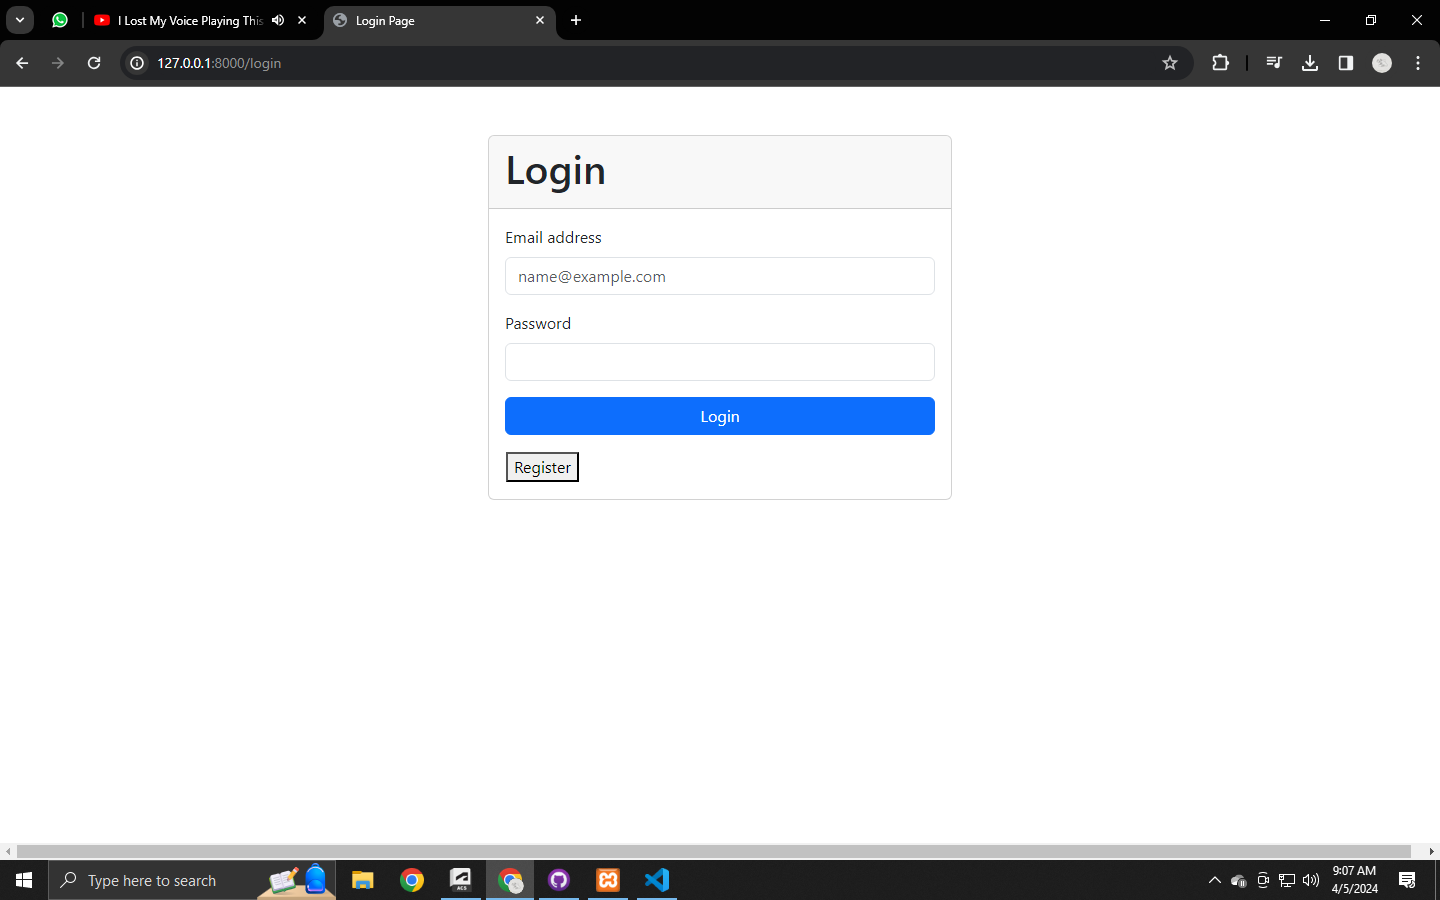 I Lost My Voice Playing This
Login Page
127.0.0.1:8000/login
Login
Email address
name@example.com
Password
Login
Register
Type here to search
ACS
9:07 AM
4/5/2024